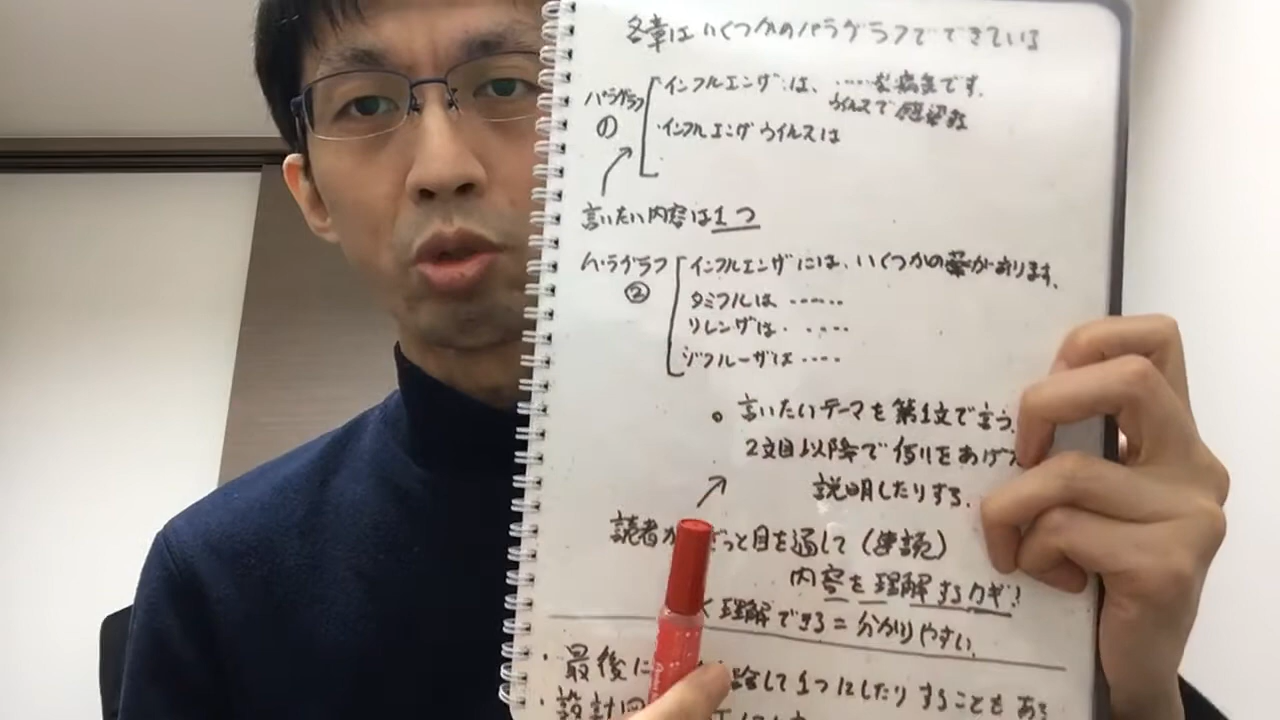 各章はいくつかのパラグラフでできている
パラグラフ
の
インフルエンザは、……な病気です。
ウイルスで感染
・インフルエンザウイルスは
言いたい内容は1つ
パラグラフ
②
インフルエンザには、いくつかの薬があります。
タミフルは ……
リレンザは ……
ゾフルーザは ……
言いたいテーマを第1文で言う。
2文目以降で例をあげ
説明したりする。
読者 ざっと目を通して(速読)
内容を理解するカギ!
く理解できる=分かりやすい。
・最後に して1つにしたりすることもある
・設計図